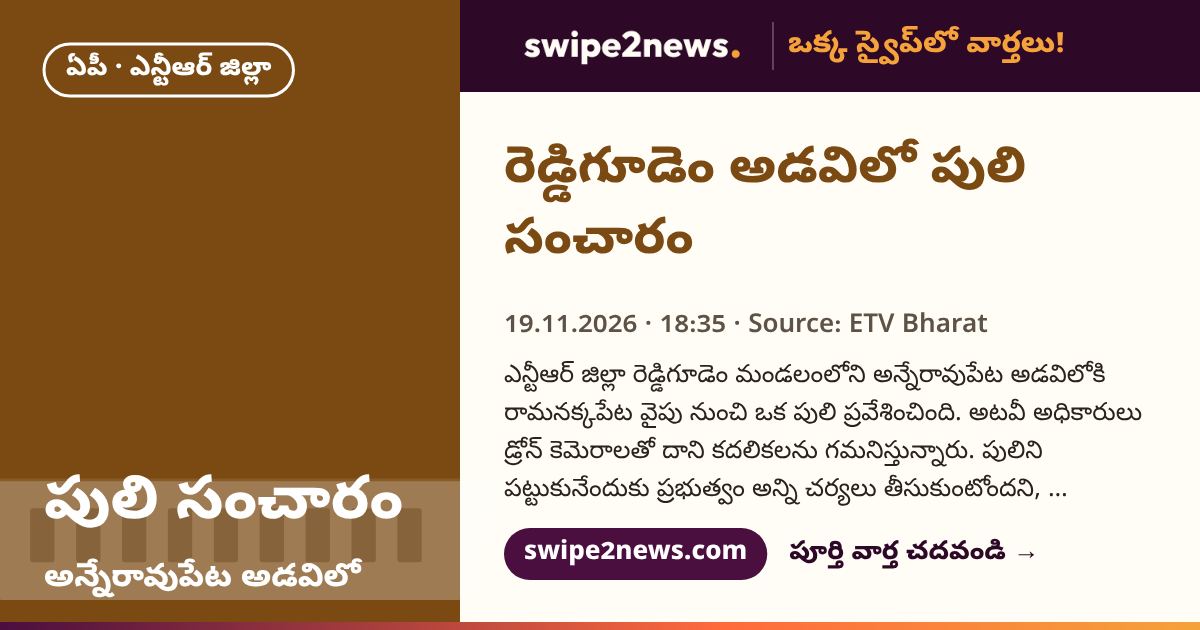 ఏపీ · ఎన్టీఆర్ జిల్లా
పులి సంచారం
అన్నేరావుపేట అడవిలో
swipe2news.
ఒక్క స్వైప్‌లో వార్తలు!
రెడ్డిగూడెం అడవిలో పులి
సంచారం
19.11.2026 · 18:35 · Source: ETV Bharat
ఎన్టీఆర్ జిల్లా రెడ్డిగూడెం మండలంలోని అన్నేరావుపేట అడవిలోకి
రామనక్కపేట వైపు నుంచి ఒక పులి ప్రవేశించింది. అటవీ అధికారులు
డ్రోన్ కెమెరాలతో దాని కదలికలను గమనిస్తున్నారు. పులిని
పట్టుకునేందుకు ప్రభుత్వం అన్ని చర్యలు తీసుకుంటోందని, ...
swipe2news.com
పూర్తి వార్త చదవండి →